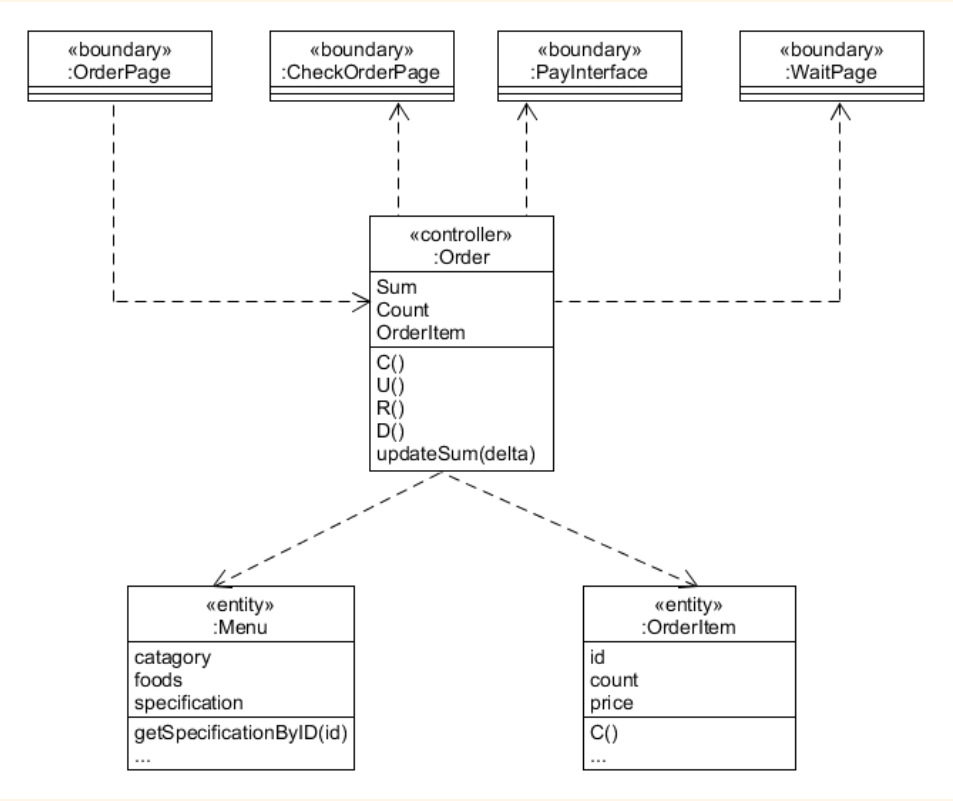 «boundary»
:OrderPage
«boundary»
:CheckOrderPage
«boundary»
:PayInterface
«boundary»
:WaitPage
«controller»
:Order
Sum
Count
OrderItem
C()
U()
R()
D()
updateSum(delta)
«entity»
:Menu
catagory
foods
specification
getSpecificationByID(id)
...
«entity»
:OrderItem
id
count
price
C()
...